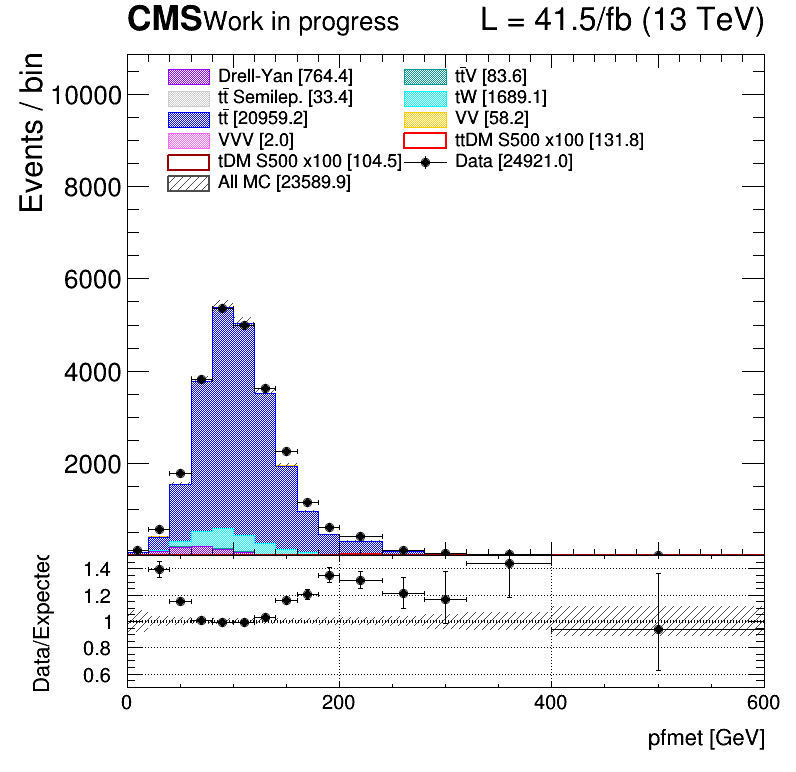 CMS Work in progress L = 41.5/fb (13 TeV)
Drell-Yan [764.4] tt̄V [83.6]
tt̄ Semilep. [33.4] tW [1689.1]
tt̄ [20959.2] VV [58.2]
VVV [2.0] ttDM S500 x100 [131.8]
tDM S500 x100 [104.5] Data [24921.0]
All MC [23589.9]
Events / bin
10000
8000
6000
4000
2000
Data/Expected
1.4
1.2
1
0.8
0.6
0 200 400 600
pfmet [GeV]